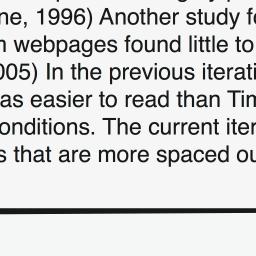 ne, 1996) Another study fo
webpages found little to
005) In the previous iterati
as easier to read than Tim
onditions. The current iter
s that are more spaced ou